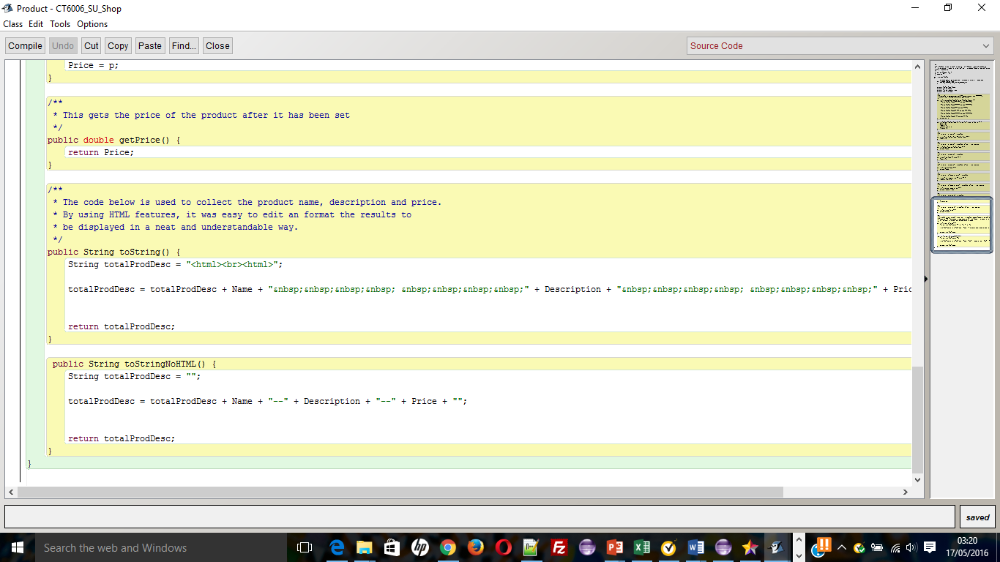 Product - CT6006_SU_Shop
Class Edit Tools Options
Compile Undo Cut Copy Paste Find... Close Source Code
Price = p;
}
/**
* This gets the price of the product after it has been set
*/
public double getPrice() {
return Price;
}
/**
* The code below is used to collect the product name, description and price.
* By using HTML features, it was easy to edit an format the results to
* be displayed in a neat and understandable way.
*/
public String toString() {
String totalProdDesc = "<html><br><html>";
totalProdDesc = totalProdDesc + Name + "&nbsp;&nbsp;&nbsp;&nbsp; &nbsp;&nbsp;&nbsp;&nbsp;" + Description + "&nbsp;&nbsp;&nbsp;&nbsp; &nbsp;&nbsp;&nbsp;&nbsp;" + Pric
return totalProdDesc;
}
public String toStringNoHTML() {
String totalProdDesc = "";
totalProdDesc = totalProdDesc + Name + "--" + Description + "--" + Price + "";
return totalProdDesc;
}
}
saved
Search the web and Windows
03:20
17/05/2016